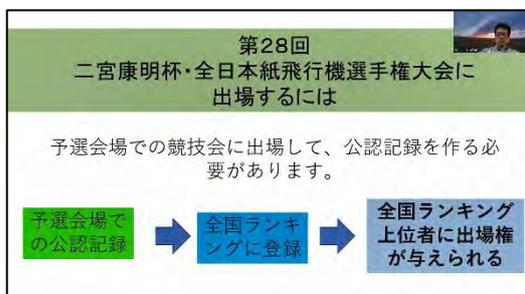 第28回
二宮康明杯・全日本紙飛行機選手権大会に
出場するには
予選会場での競技会に出場して、公認記録を作る必
要があります。
予選会場で
の公認記録
全国ランキ
ングに登録
全国ランキング
上位者に出場権
が与えられる